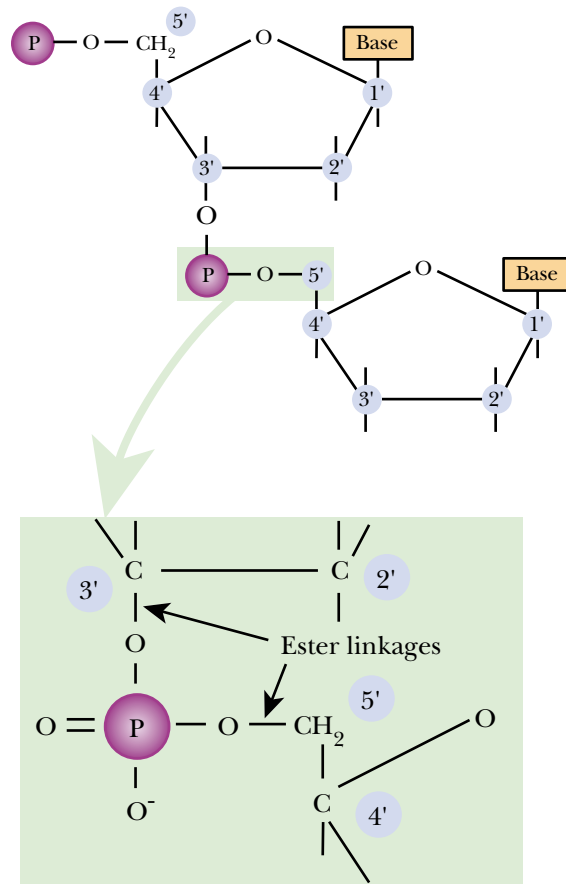 5'
P O CH2 O Base
4' 1'
3' 2'
O
P O 5' O Base
4' 1'
3' 2'
C C
3' 2'
O Ester linkages
5'
O P O CH2 O
O- C 4'